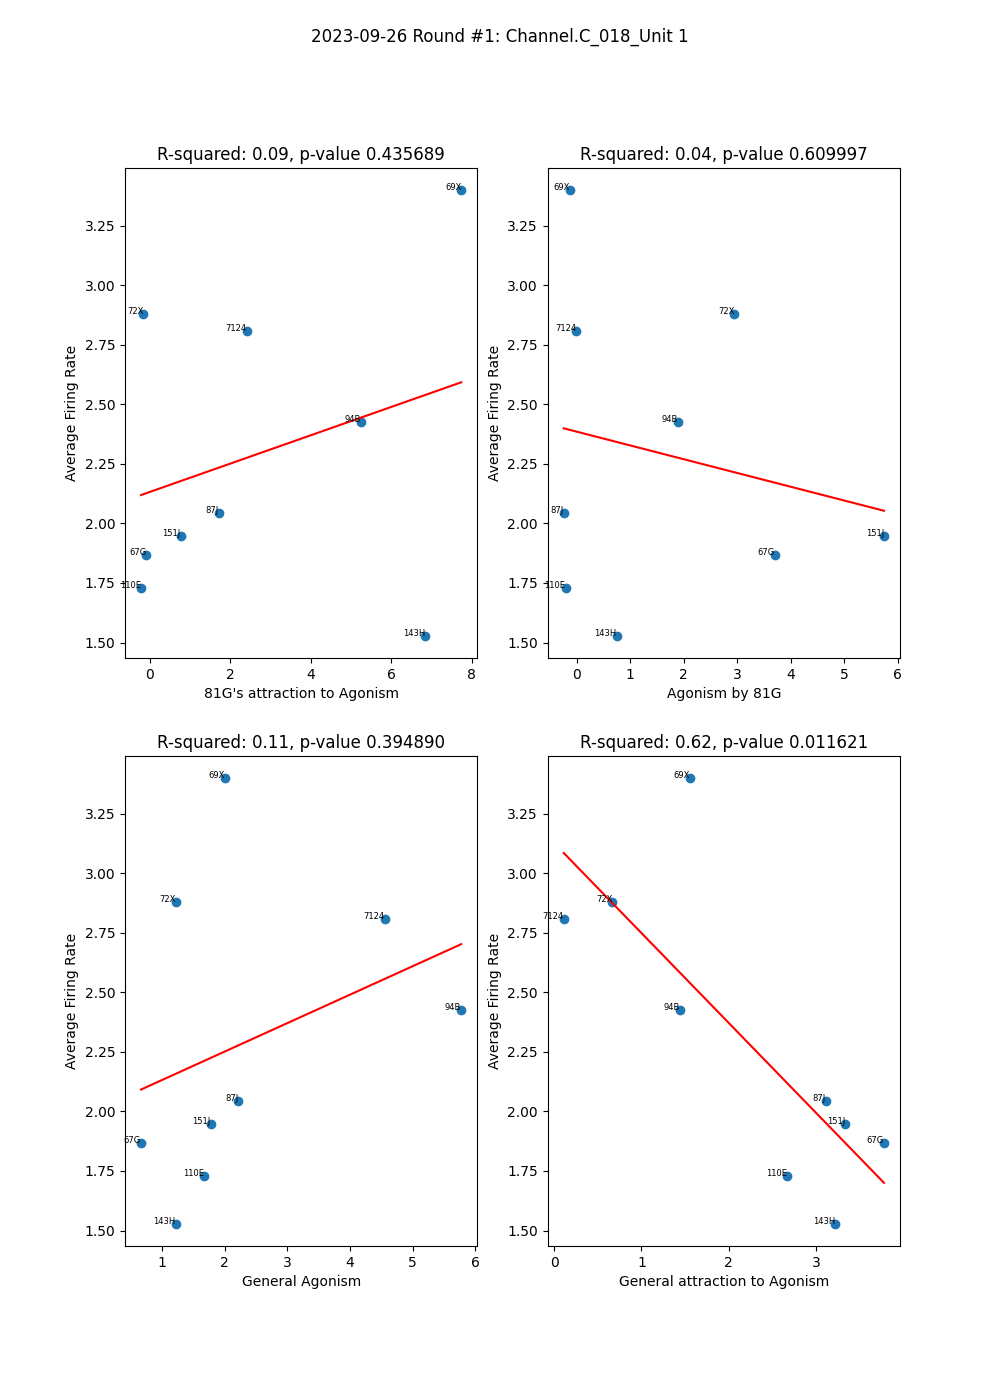 2023-09-26 Round #1: Channel.C_018_Unit 1
R-squared: 0.09, p-value 0.435689
3.25
3.00
2.75
2.50
2.25
2.00
1.75
1.50
Average Firing Rate
69X
72X
7124
94B
87J
151J
67G
110E
143H
0 2 4 6 8
81G's attraction to Agonism
R-squared: 0.04, p-value 0.609997
3.25
3.00
2.75
2.50
2.25
2.00
1.75
1.50
Average Firing Rate
69X
72X
7124
94B
87J
151J
67G
110E
143H
0 1 2 3 4 5 6
Agonism by 81G
R-squared: 0.11, p-value 0.394890
3.25
3.00
2.75
2.50
2.25
2.00
1.75
1.50
Average Firing Rate
69X
72X
7124
94B
87J
151J
67G
110E
143H
1 2 3 4 5 6
General Agonism
R-squared: 0.62, p-value 0.011621
3.25
3.00
2.75
2.50
2.25
2.00
1.75
1.50
Average Firing Rate
69X
72X
7124
94B
87J
151J
67G
110E
143H
0 1 2 3
General attraction to Agonism